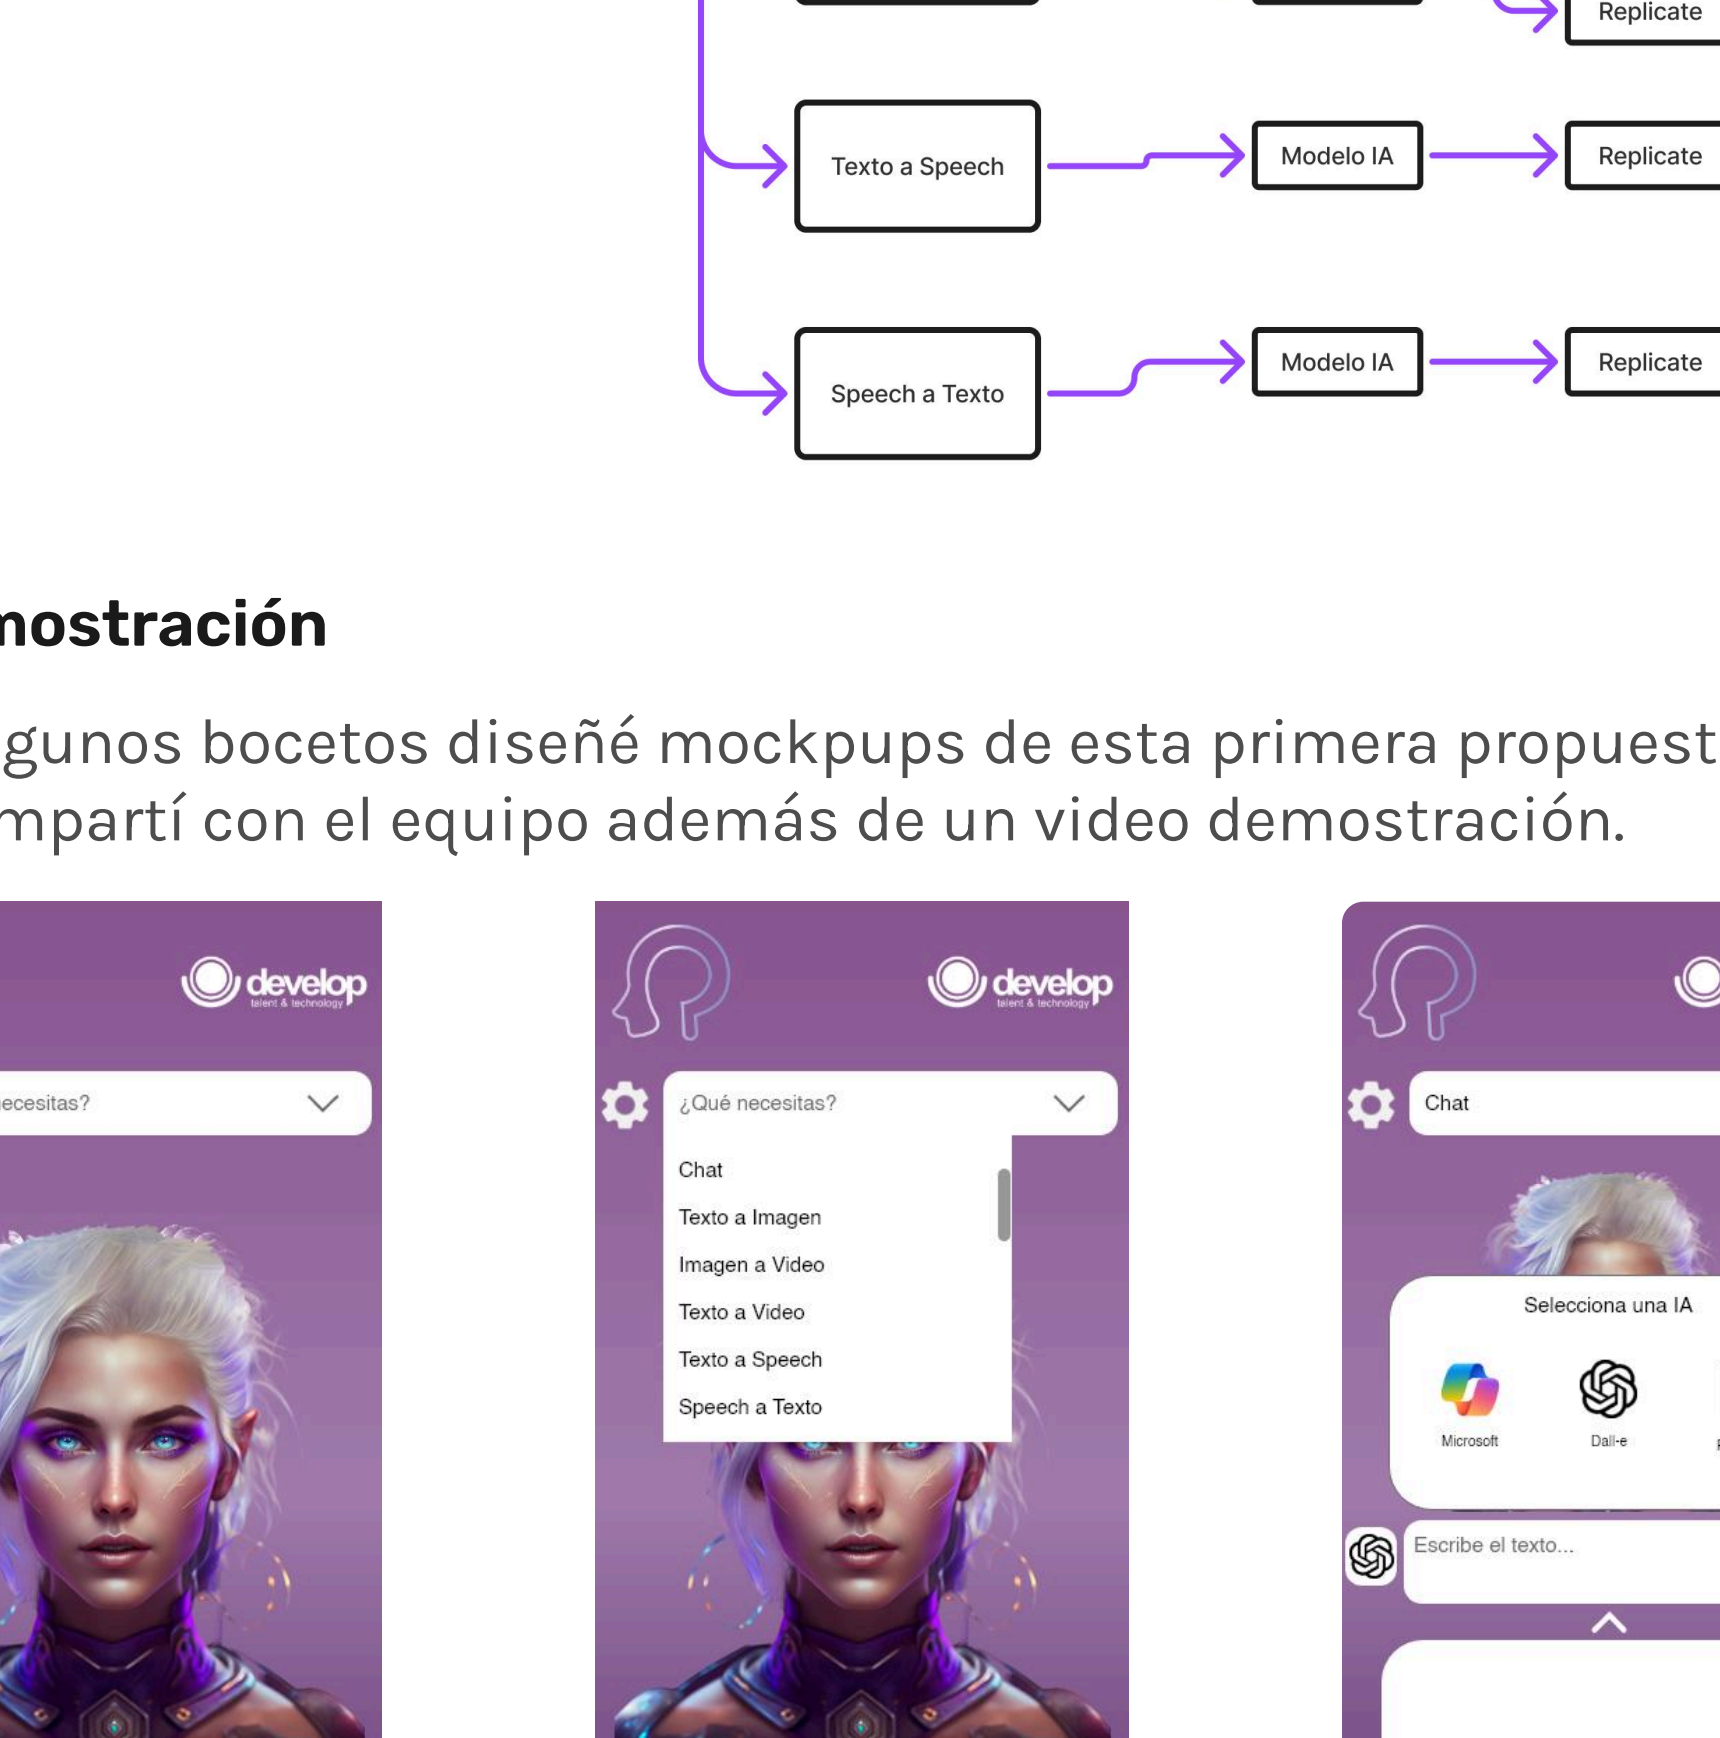 Replicate
Texto a Speech
Modelo IA
Replicate
Speech a Texto
Modelo IA
Replicate
mostración
gunos bocetos diseñé mockpups de esta primera propuest
mpartí con el equipo además de un video demostración.
develop
talent & technology
ecesitas?
develop
talent & technology
¿Qué necesitas?
Chat
Texto a Imagen
Imagen a Video
Texto a Video
Texto a Speech
Speech a Texto
Chat
Selecciona una IA
Microsoft
Dall-e
Escribe el texto...